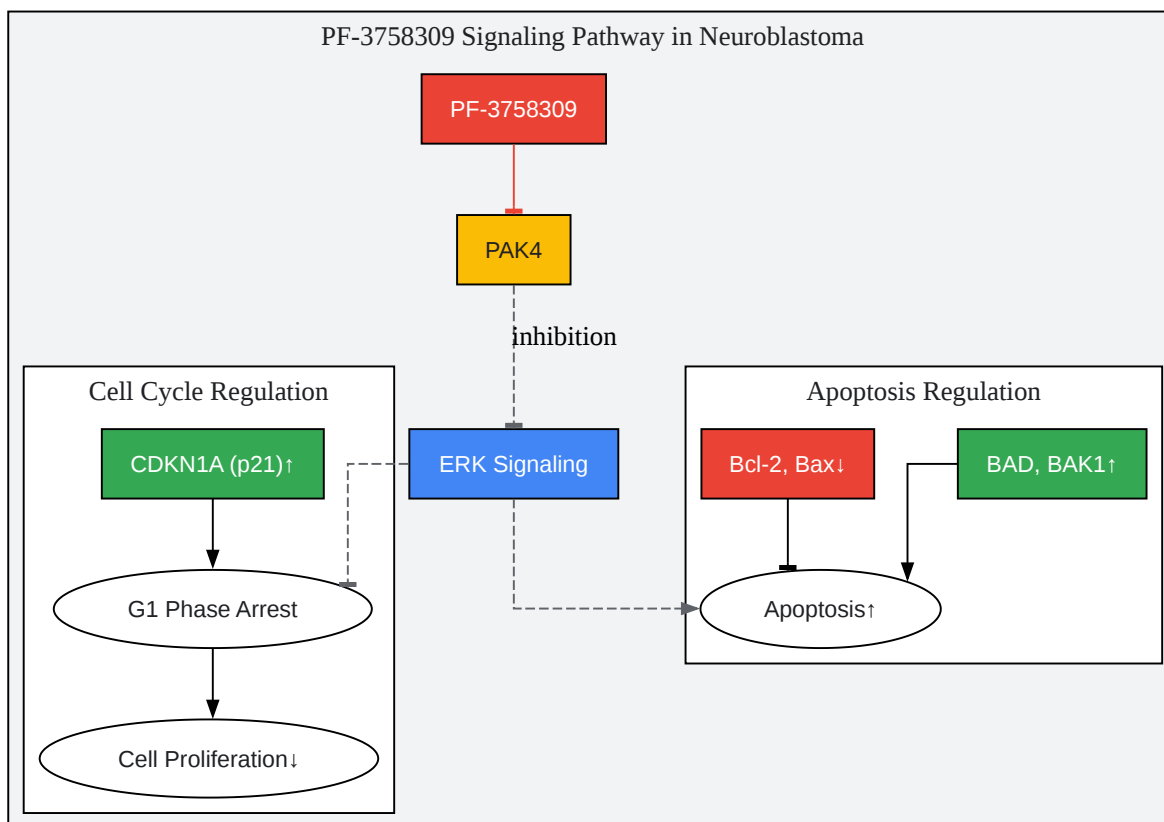 PF-3758309 Signaling Pathway in Neuroblastoma
PF-3758309
PAK4
inhibition
Cell Cycle Regulation
CDKN1A (p21)↑
G1 Phase Arrest
Cell Proliferation↓
ERK Signaling
Apoptosis Regulation
Bcl-2, Bax↓
BAD, BAK1↑
Apoptosis↑